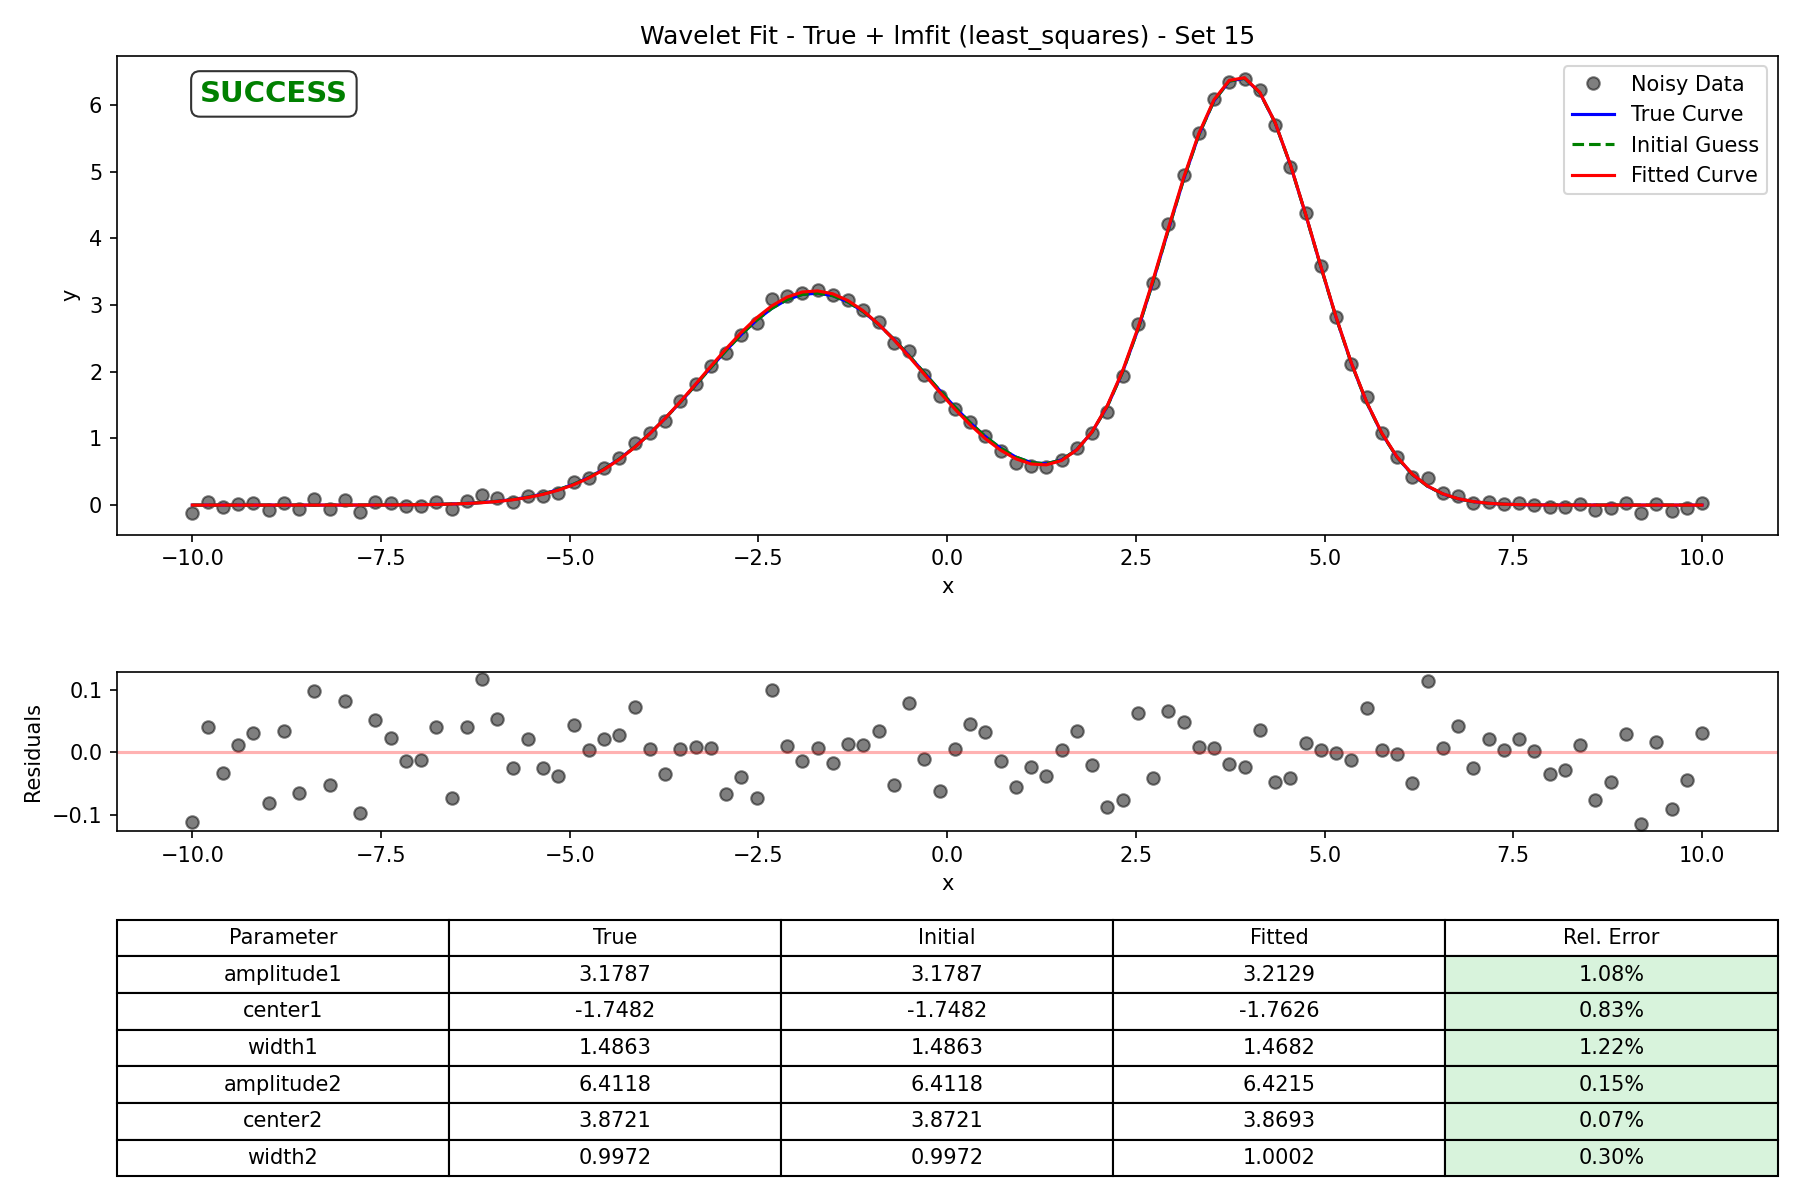 Wavelet Fit - True + lmfit (least_squares) - Set 15
SUCCESS
Noisy Data
True Curve
Initial Guess
Fitted Curve
y
6
5
4
3
2
1
0
−10.0 −7.5 −5.0 −2.5 0.0 2.5 5.0 7.5 10.0
x
Residuals
0.1
0.0
−0.1
−10.0 −7.5 −5.0 −2.5 0.0 2.5 5.0 7.5 10.0
x
Parameter True Initial Fitted Rel. Error
amplitude1 3.1787 3.1787 3.2129 1.08%
center1 -1.7482 -1.7482 -1.7626 0.83%
width1 1.4863 1.4863 1.4682 1.22%
amplitude2 6.4118 6.4118 6.4215 0.15%
center2 3.8721 3.8721 3.8693 0.07%
width2 0.9972 0.9972 1.0002 0.30%